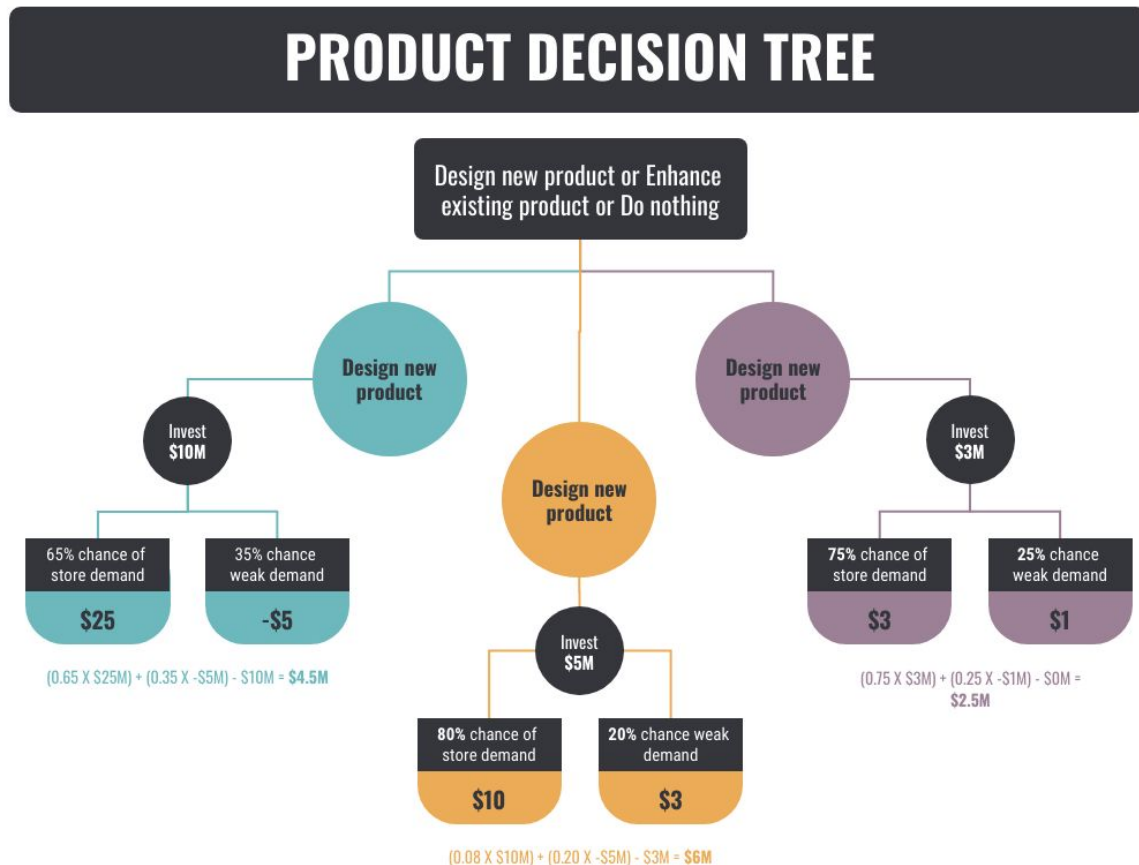 PRODUCT DECISION TREE
Design new product or Enhance
existing product or Do nothing
Design new
product
Design new
product
Design new
product
Invest
$10M
65% chance of
store demand
$25
35% chance
weak demand
-$5
(0.65 X $25M) + (0.35 X -$5M) - $10M = $4.5M
Invest
$5M
80% chance of
store demand
$10
20% chance weak
demand
$3
(0.08 X $10M) + (0.20 X -$5M) - $3M = $6M
Invest
$3M
75% chance of
store demand
$3
25% chance
weak demand
$1
(0.75 X $3M) + (0.25 X -$1M) - $0M =
$2.5M